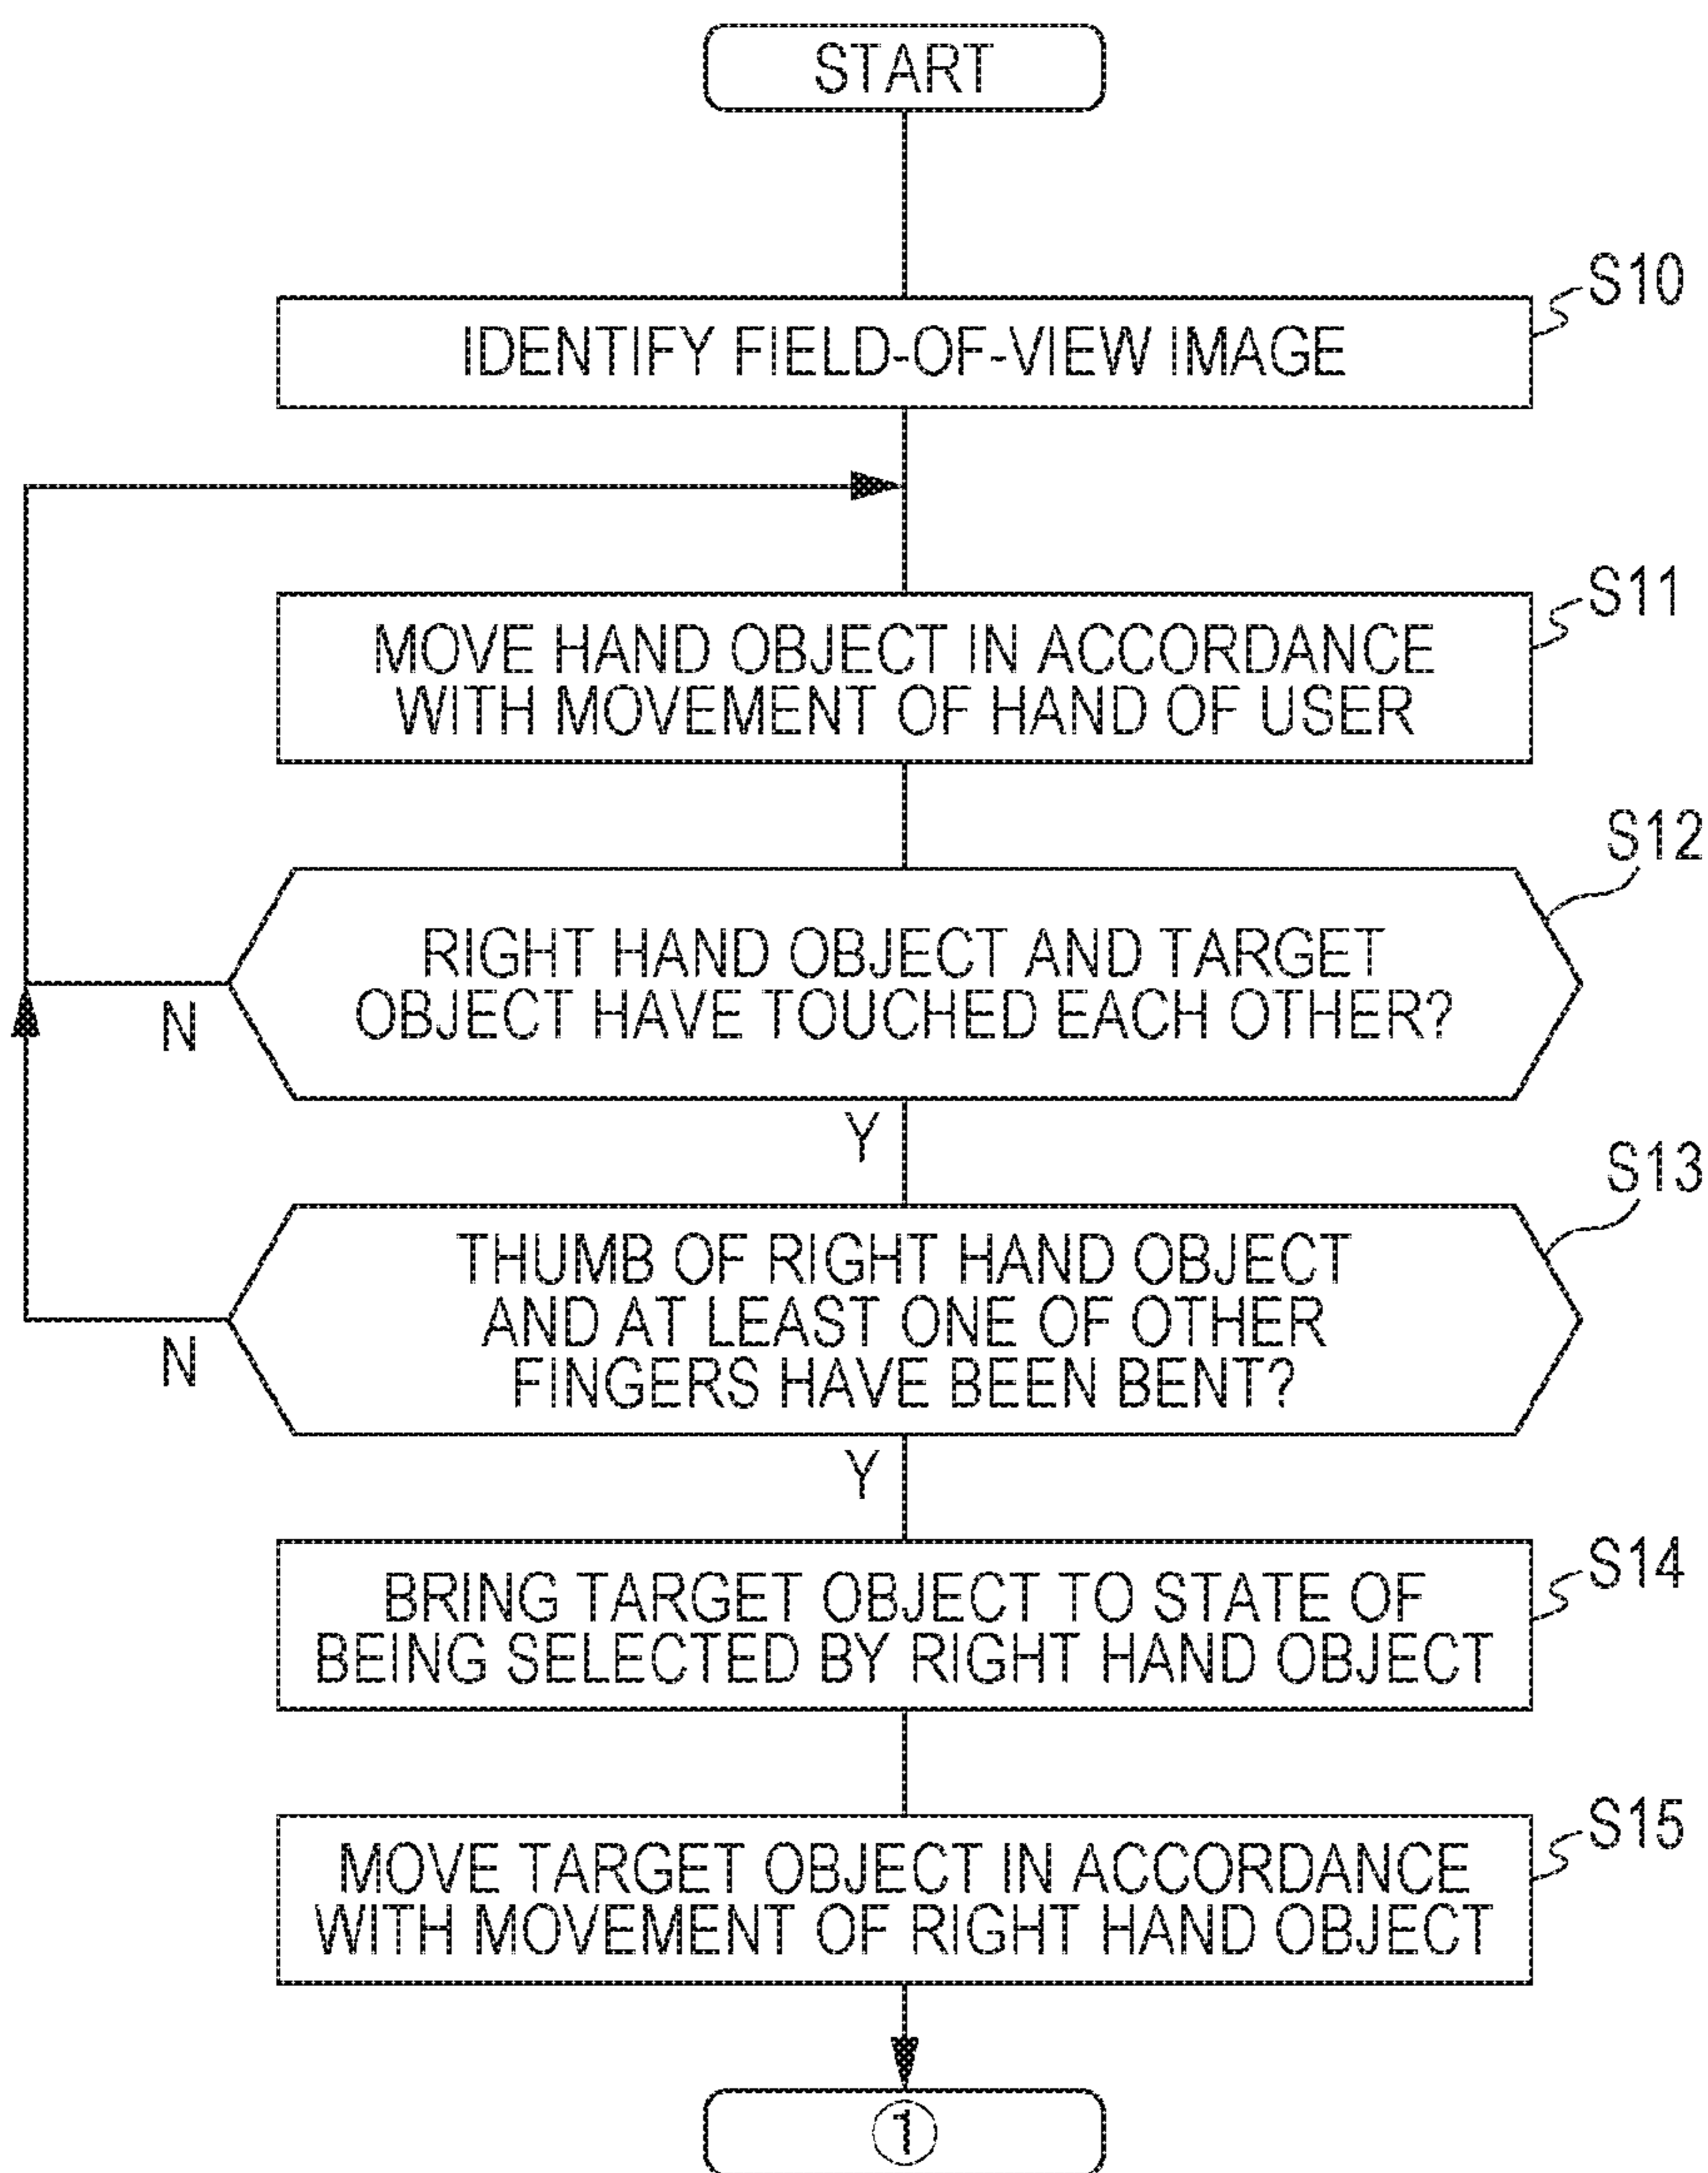 START
S10
IDENTIFY FIELD-OF-VIEW IMAGE
S11
MOVE HAND OBJECT IN ACCORDANCE
WITH MOVEMENT OF HAND OF USER
S12
RIGHT HAND OBJECT AND TARGET
OBJECT HAVE TOUCHED EACH OTHER?
N
Y
S13
THUMB OF RIGHT HAND OBJECT
AND AT LEAST ONE OF OTHER
FINGERS HAVE BEEN BENT?
N
Y
S14
BRING TARGET OBJECT TO STATE OF
BEING SELECTED BY RIGHT HAND OBJECT
S15
MOVE TARGET OBJECT IN ACCORDANCE
WITH MOVEMENT OF RIGHT HAND OBJECT
①